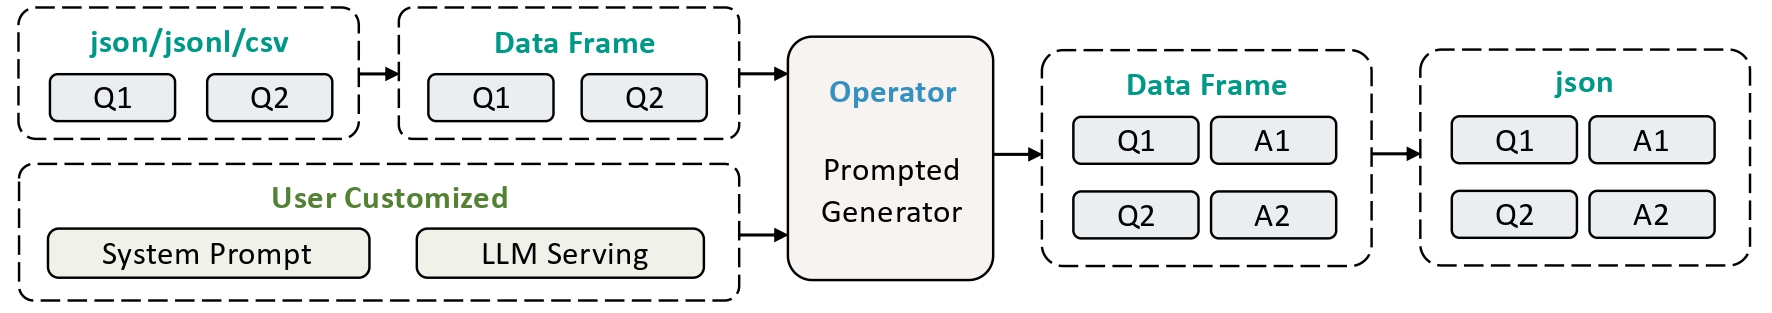 json/jsonl/csv
Q1 Q2
Data Frame
Q1 Q2
User Customized
System Prompt LLM Serving
Operator
Prompted
Generator
Data Frame
Q1 A1
Q2 A2
json
Q1 A1
Q2 A2